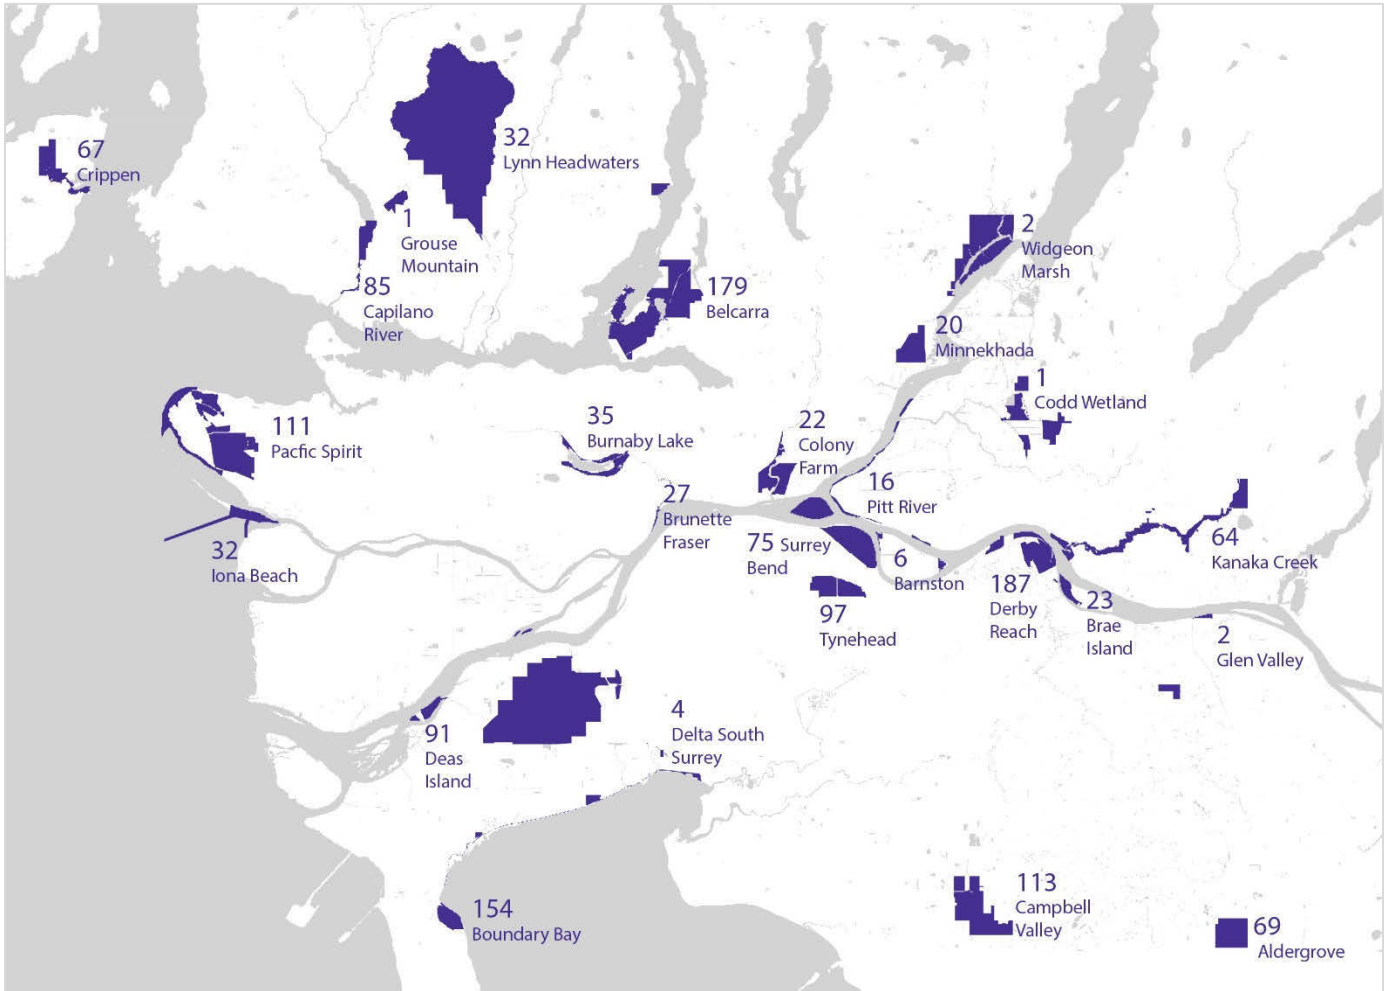 67
Crippen
32
Lynn Headwaters
1
Grouse
Mountain
85
Capilano
River
179
Belcarra
2
Widgeon
Marsh
20
Minnekhada
1
Codd Wetland
111
Pacfic Spirit
35
Burnaby Lake
22
Colony
Farm
16
Pitt River
27
Brunette
Fraser
32
Iona Beach
75 Surrey
Bend
6
Barnston
64
Kanaka Creek
187
Derby
Reach
23
Brae
Island
97
Tynehead
2
Glen Valley
91
Deas
Island
4
Delta South
Surrey
154
Boundary Bay
113
Campbell
Valley
69
Aldergrove